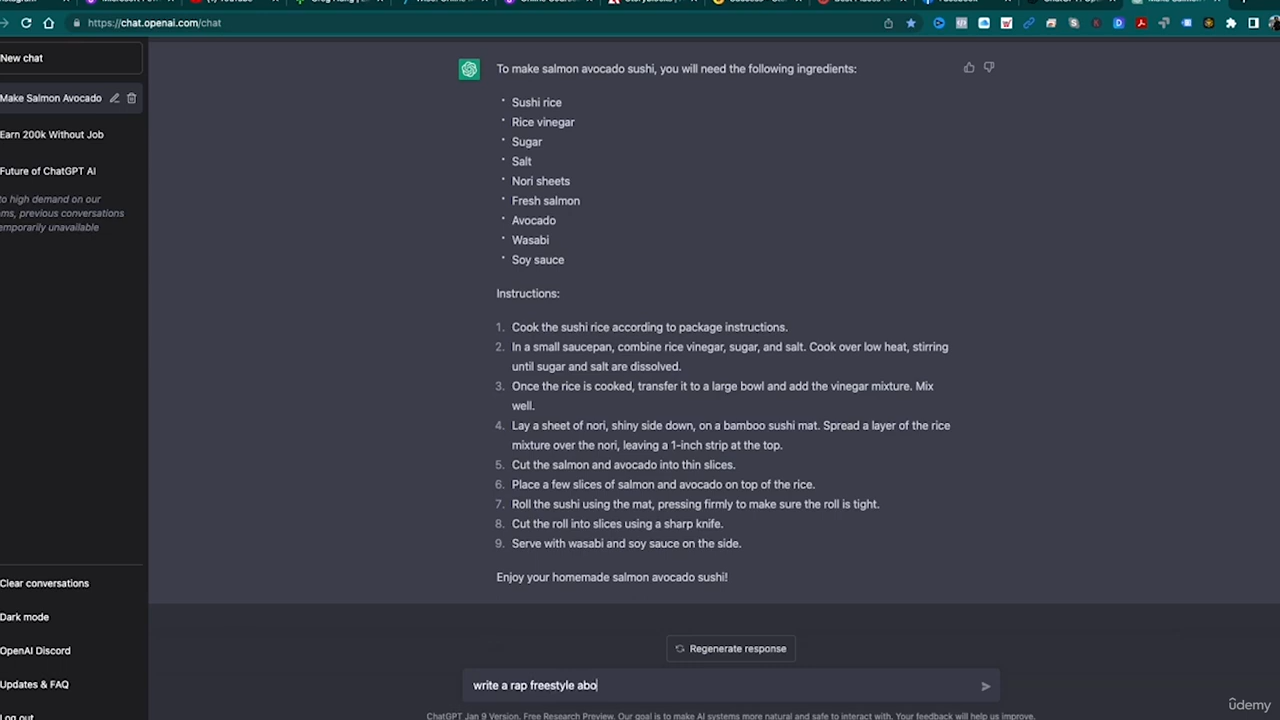 https://chat.openai.com/chat
New chat
Make Salmon Avocado
Earn 200k Without Job
Future of ChatGPT AI
to high demand on our
ems, previous conversations
emporarily unavailable
Clear conversations
Dark mode
OpenAI Discord
Updates & FAQ
Log out
To make salmon avocado sushi, you will need the following ingredients:
• Sushi rice
• Rice vinegar
• Sugar
• Salt
• Nori sheets
• Fresh salmon
• Avocado
• Wasabi
• Soy sauce
Instructions:
1. Cook the sushi rice according to package instructions.
2. In a small saucepan, combine rice vinegar, sugar, and salt. Cook over low heat, stirring
until sugar and salt are dissolved.
3. Once the rice is cooked, transfer it to a large bowl and add the vinegar mixture. Mix
well.
4. Lay a sheet of nori, shiny side down, on a bamboo sushi mat. Spread a layer of the rice
mixture over the nori, leaving a 1-inch strip at the top.
5. Cut the salmon and avocado into thin slices.
6. Place a few slices of salmon and avocado on top of the rice.
7. Roll the sushi using the mat, pressing firmly to make sure the roll is tight.
8. Cut the roll into slices using a sharp knife.
9. Serve with wasabi and soy sauce on the side.
Enjoy your homemade salmon avocado sushi!
Regenerate response
write a rap freestyle abo
ChatGPT Jan 9 Version. Free Research Preview. Our goal is to make AI systems more natural and safe to interact with. Your feedback will help us improve.
ûdemy